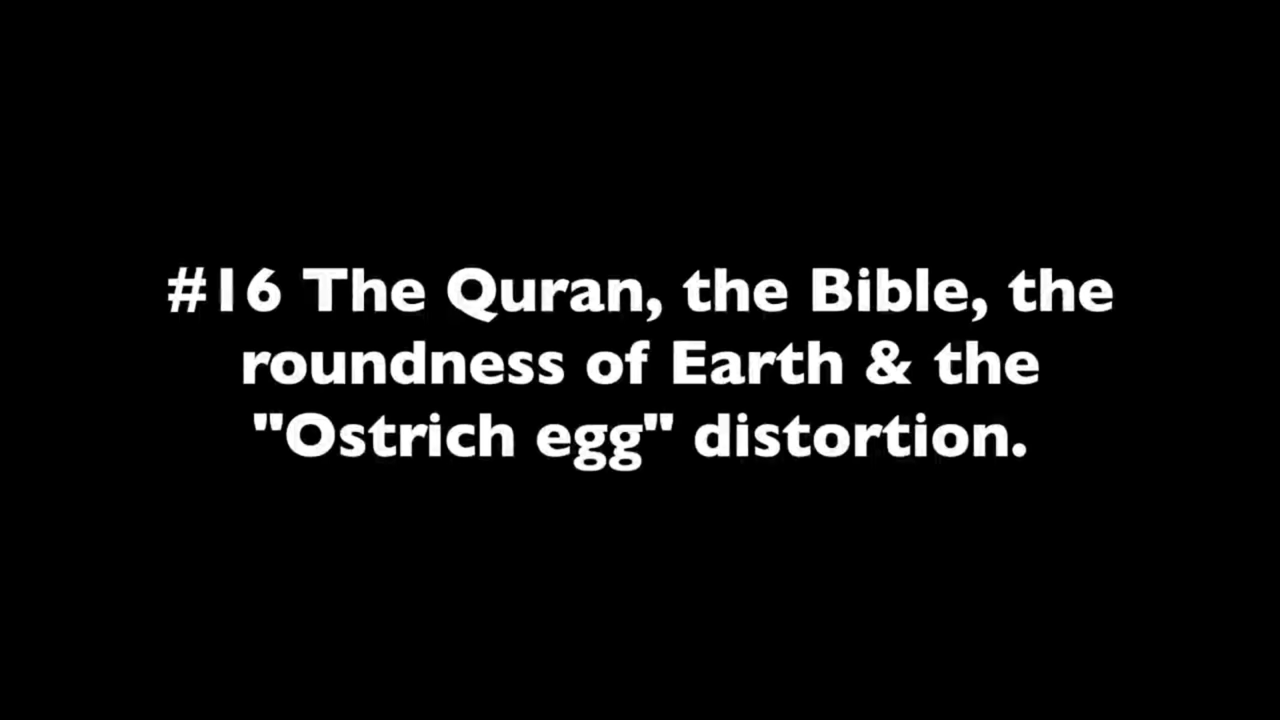 #16 The Quran, the Bible, the
roundness of Earth & the
"Ostrich egg" distortion.